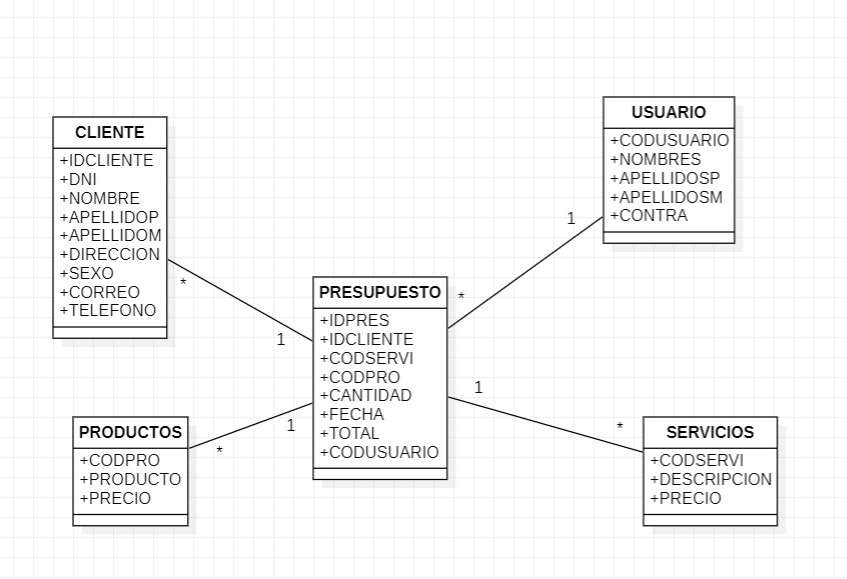 CLIENTE
+IDCLIENTE
+DNI
+NOMBRE
+APELLIDOP
+APELLIDOM
+DIRECCION
+SEXO
+CORREO
+TELEFONO
*
1
USUARIO
+CODUSUARIO
+NOMBRES
+APELLIDOSP
+APELLIDOSM
+CONTRA
1
*
PRESUPUESTO
+IDPRES
+IDCLIENTE
+CODSERVI
+CODPRO
+CANTIDAD
+FECHA
+TOTAL
+CODUSUARIO
PRODUCTOS
+CODPRO
+PRODUCTO
+PRECIO
*
1
1
*
SERVICIOS
+CODSERVI
+DESCRIPCION
+PRECIO